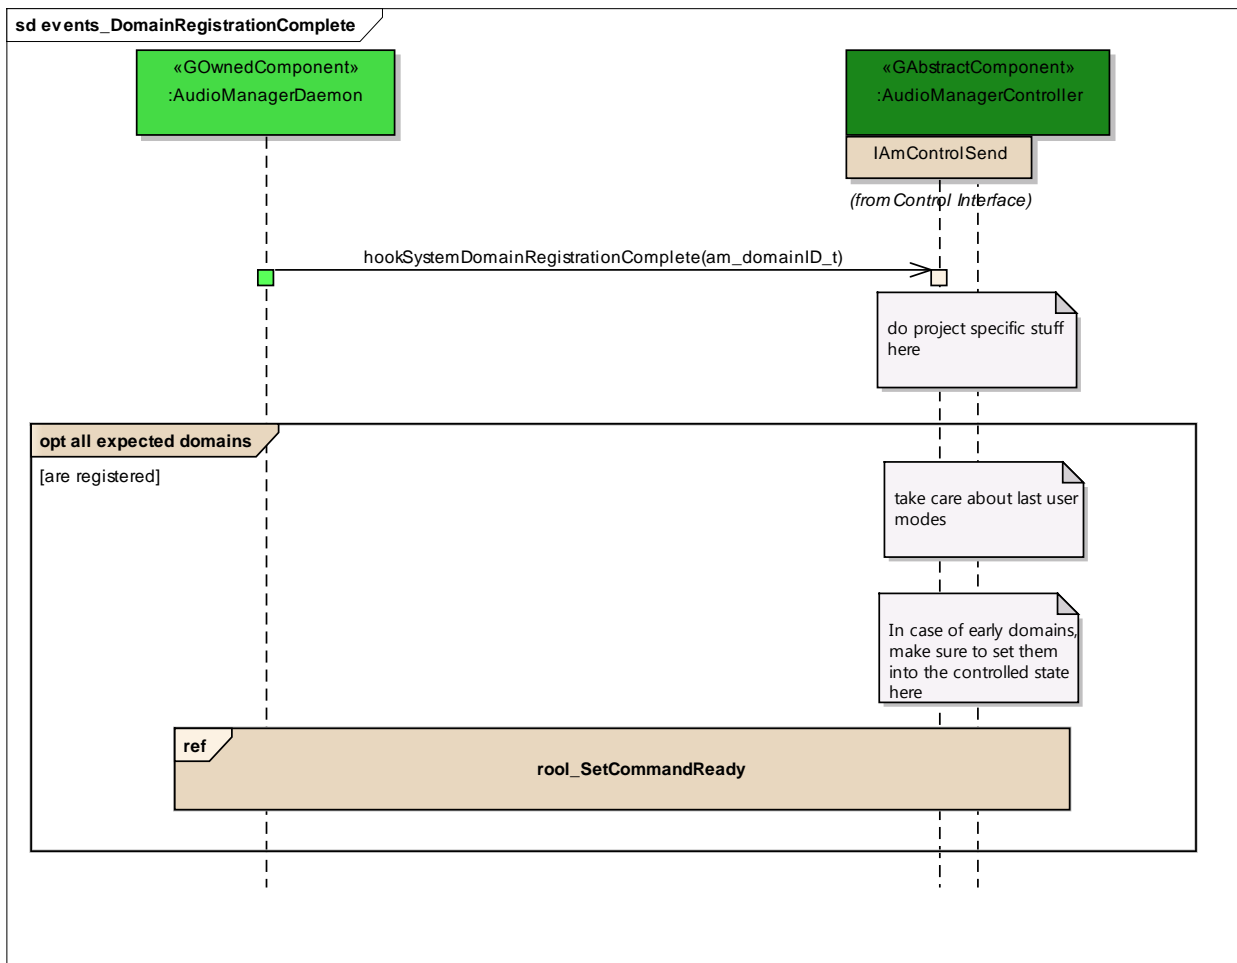 sd events_DomainRegistrationComplete
«GOwnedComponent»
:AudioManagerDaemon
«GAbstractComponent»
:AudioManagerController
IAmControlSend
(from Control Interface)
hookSystemDomainRegistrationComplete(am_domainID_t)
do project specific stuff
here
opt all expected domains
[are registered]
take care about last user
modes
In case of early domains,
make sure to set them
into the controlled state
here
ref
rool_SetCommandReady